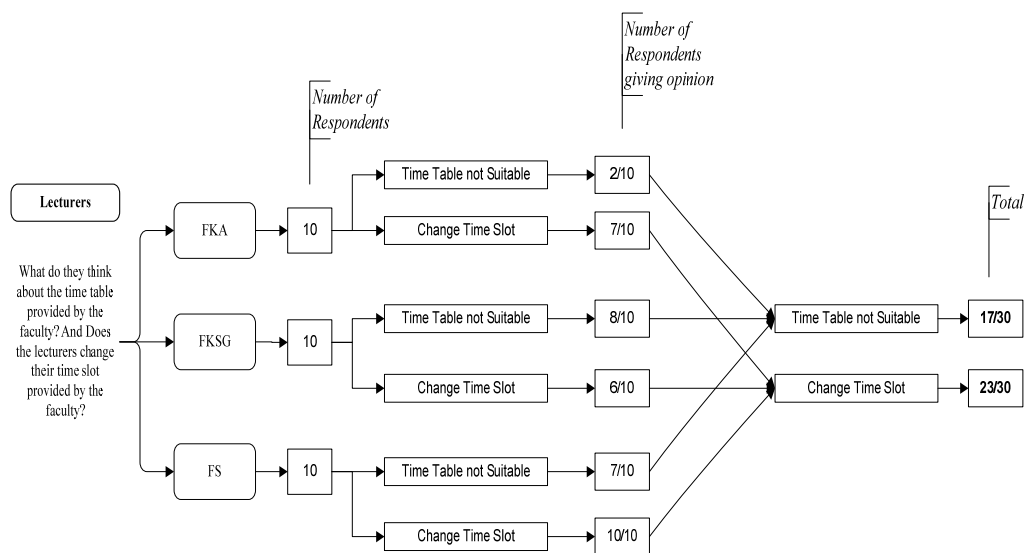 Number of
Respondents
giving opinion
Number of
Respondents
Total
Lecturers
What do they think
about the time table
provided by the
faculty? And Does
the lecturers change
their time slot
provided by the
faculty?
FKA
10
Time Table not Suitable
2/10
Change Time Slot
7/10
FKSG
10
Time Table not Suitable
8/10
Change Time Slot
6/10
FS
10
Time Table not Suitable
7/10
Change Time Slot
10/10
Time Table not Suitable
17/30
Change Time Slot
23/30